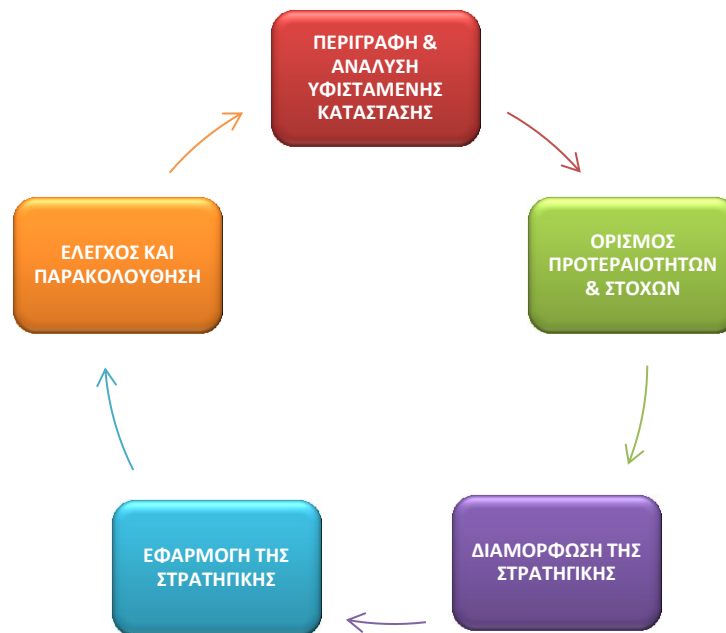 ΠΕΡΙΓΡΑΦΗ &
ΑΝΑΛΥΣΗ
ΥΦΙΣΤΑΜΕΝΗΣ
ΚΑΤΑΣΤΑΣΗΣ
ΟΡΙΣΜΟΣ
ΠΡΟΤΕΡΑΙΟΤΗΤΩΝ
& ΣΤΟΧΩΝ
ΔΙΑΜΟΡΦΩΣΗ ΤΗΣ
ΣΤΡΑΤΗΓΙΚΗΣ
ΕΦΑΡΜΟΓΗ ΤΗΣ
ΣΤΡΑΤΗΓΙΚΗΣ
ΕΛΕΓΧΟΣ ΚΑΙ
ΠΑΡΑΚΟΛΟΥΘΗΣΗ